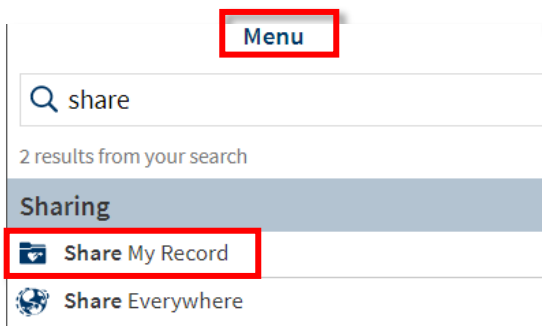 Menu
share
2 results from your search
Sharing
Share My Record
Share Everywhere